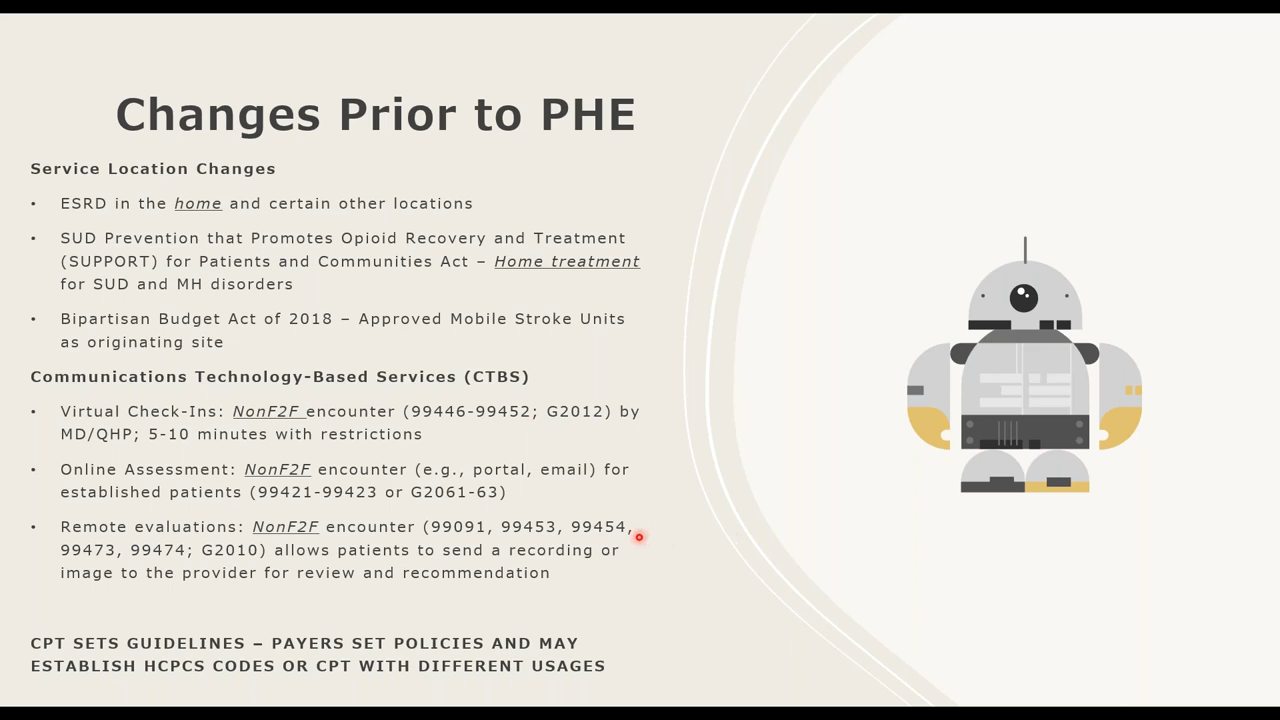 Changes Prior to PHE
Service Location Changes
• ESRD in the home and certain other locations
• SUD Prevention that Promotes Opioid Recovery and Treatment
(SUPPORT) for Patients and Communities Act – Home treatment
for SUD and MH disorders
• Bipartisan Budget Act of 2018 – Approved Mobile Stroke Units
as originating site
Communications Technology-Based Services (CTBS)
• Virtual Check-Ins: NonF2F encounter (99446-99452; G2012) by
MD/QHP; 5-10 minutes with restrictions
• Online Assessment: NonF2F encounter (e.g., portal, email) for
established patients (99421-99423 or G2061-63)
• Remote evaluations: NonF2F encounter (99091, 99453, 99454,
99473, 99474; G2010) allows patients to send a recording or
image to the provider for review and recommendation
CPT SETS GUIDELINES – PAYERS SET POLICIES AND MAY
ESTABLISH HCPCS CODES OR CPT WITH DIFFERENT USAGES